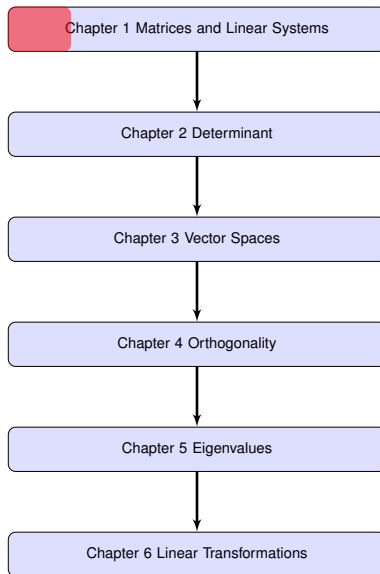 Chapter 1 Matrices and Linear Systems
Chapter 2 Determinant
Chapter 3 Vector Spaces
Chapter 4 Orthogonality
Chapter 5 Eigenvalues
Chapter 6 Linear Transformations